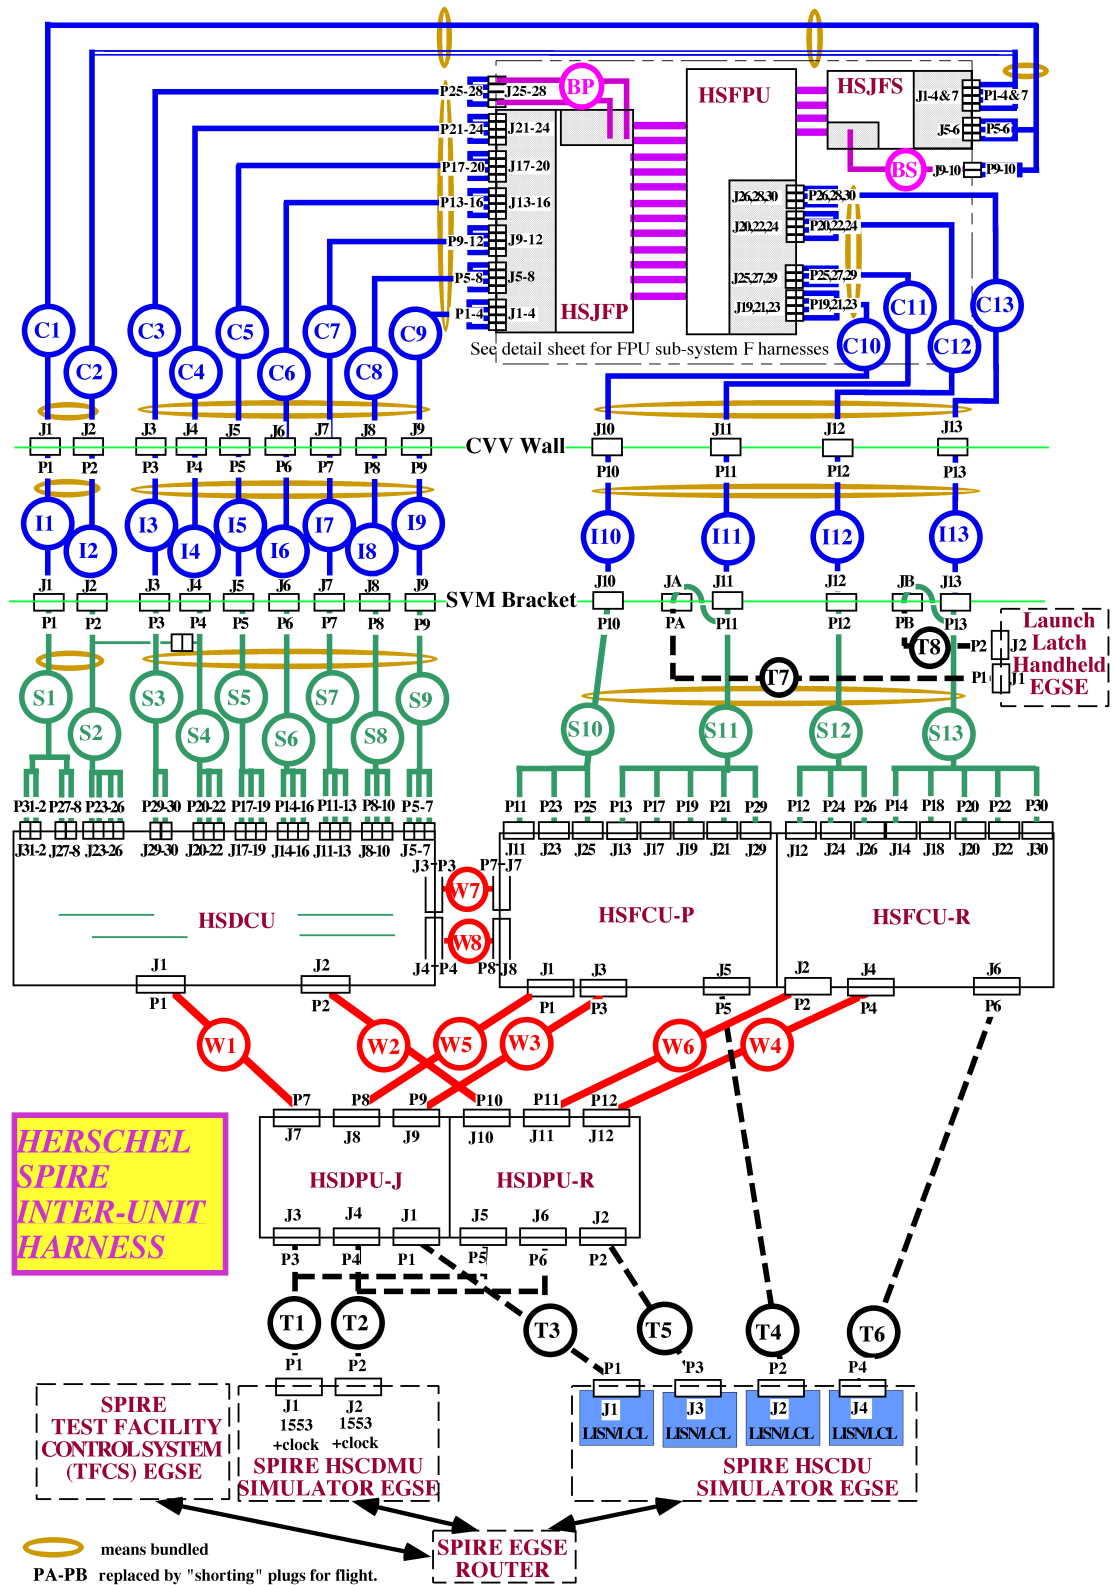 P25-28 J25-28 BP HSFPU HSJFS J1-4&7 P1-4&7
P21-24 J21-24 J5-6 P5-6
P17-20 J17-20 BS J9-10 P9-10
P13-16 J13-16 J26,28,30 P26,28,30
P9-12 J9-12 J20,22,24 P20,22,24
P5-8 J5-8 J25,27,29 P25,27,29
P1-4 J1-4 HSJFP J19,21,23 P19,21,23
C1 C3 C5 C7 C9 C11 C13
See detail sheet for FPU sub-system F harnesses
C2 C4 C6 C8 C10 C12
J1 J2 J3 J4 J5 J6 J7 J8 J9 J10 J11 J12 J13
CVV Wall
P1 P2 P3 P4 P5 P6 P7 P8 P9 P10 P11 P12 P13
I1 I3 I5 I7 I9 I10 I11 I12 I13
I2 I4 I6 I8
J1 J2 J3 J4 J5 J6 J7 J8 J9 J10 JA J11 J12 JB J13
SVM Bracket
P1 P2 P3 P4 P5 P6 P7 P8 P9 P10 PA P11 P12 PB P13
Launch
Latch
Handheld
EGSE
P2 J2
P1 J1
T8
T7
S1 S3 S5 S7 S9
S2 S4 S6 S8 S10 S11 S12 S13
P31-2 P27-8 P23-26 P29-30 P20-22 P17-19 P14-16 P11-13 P8-10 P5-7 P11 P23 P25 P13 P17 P19 P21 P29 P12 P24 P26 P14 P18 P20 P22 P30
J31-2 J27-8 J23-26 J29-30 J20-22 J17-19 J14-16 J11-13 J8-10 J5-7 J11 J23 J25 J13 J17 J19 J21 J29 J12 J24 J26 J14 J18 J20 J22 J30
J3 P3 W7 P7 J7
HSDCU HSFCU-P HSFCU-R
J4 P4 W8 P8 J8
J1 J2 J1 J3 J5 J2 J4 J6
P1 P2 P1 P3 P5 P2 P4 P6
W1 W2 W5 W3 W6 W4
P7 P8 P9 P10 P11 P12
J7 J8 J9 J10 J11 J12
HERSCHEL
SPIRE
INTER-UNIT
HARNESS
HSDPU-J HSDPU-R
J3 J4 J1 J5 J6 J2
P3 P4 P1 P5 P6 P2
T1 T2 T3 T5 T4 T6
P1 P2 P1 P3 P2 P4
J1 J2 J1 J3 J2 J4
1553 1553
+clock +clock
LISN/LCL LISN/LCL LISN/LCL LISN/LCL
SPIRE
TEST FACILITY
CONTROL SYSTEM
(TFCS) EGSE
SPIRE HSCDMU
SIMULATOR EGSE
SPIRE HSCDU
SIMULATOR EGSE
SPIRE EGSE
ROUTER
means bundled
PA-PB replaced by "shorting" plugs for flight.